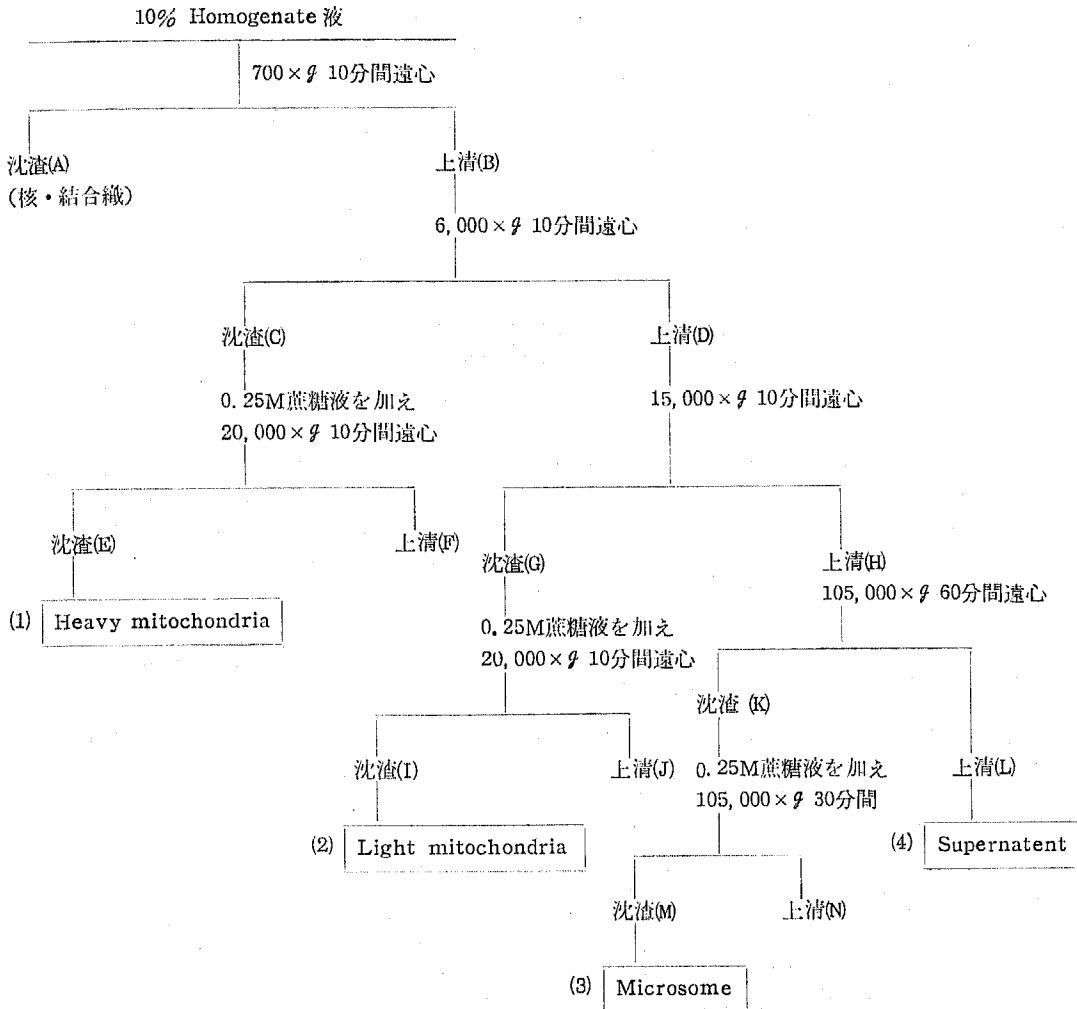 10% Homogenate 液
700×g 10分間遠心
沈渣(A)
(核・結合織)
上清(B)
6,000×g 10分間遠心
沈渣(C)
上清(D)
0.25M蔗糖液を加え
20,000×g 10分間遠心
15,000×g 10分間遠心
沈渣(E)
上清(F)
沈渣(G)
上清(H)
105,000×g 60分間遠心
(1) Heavy mitochondria
0.25M蔗糖液を加え
20,000×g 10分間遠心
沈渣 (K)
沈渣(I)
上清(J)
0.25M蔗糖液を加え
105,000×g 30分間
上清(L)
(2) Light mitochondria
(4) Supernatent
沈渣(M)
上清(N)
(3) Microsome